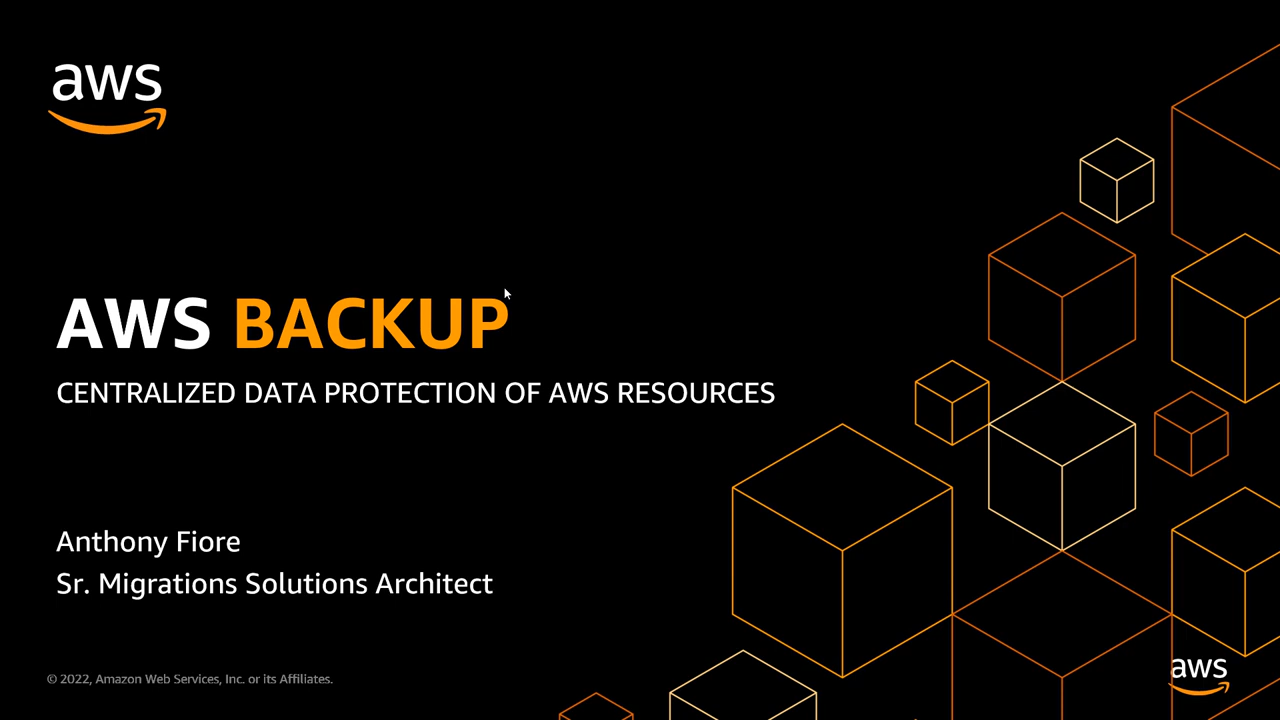 aws
AWS BACKUP
CENTRALIZED DATA PROTECTION OF AWS RESOURCES
Anthony Fiore
Sr. Migrations Solutions Architect
© 2022, Amazon Web Services, Inc. or its Affiliates.
aws